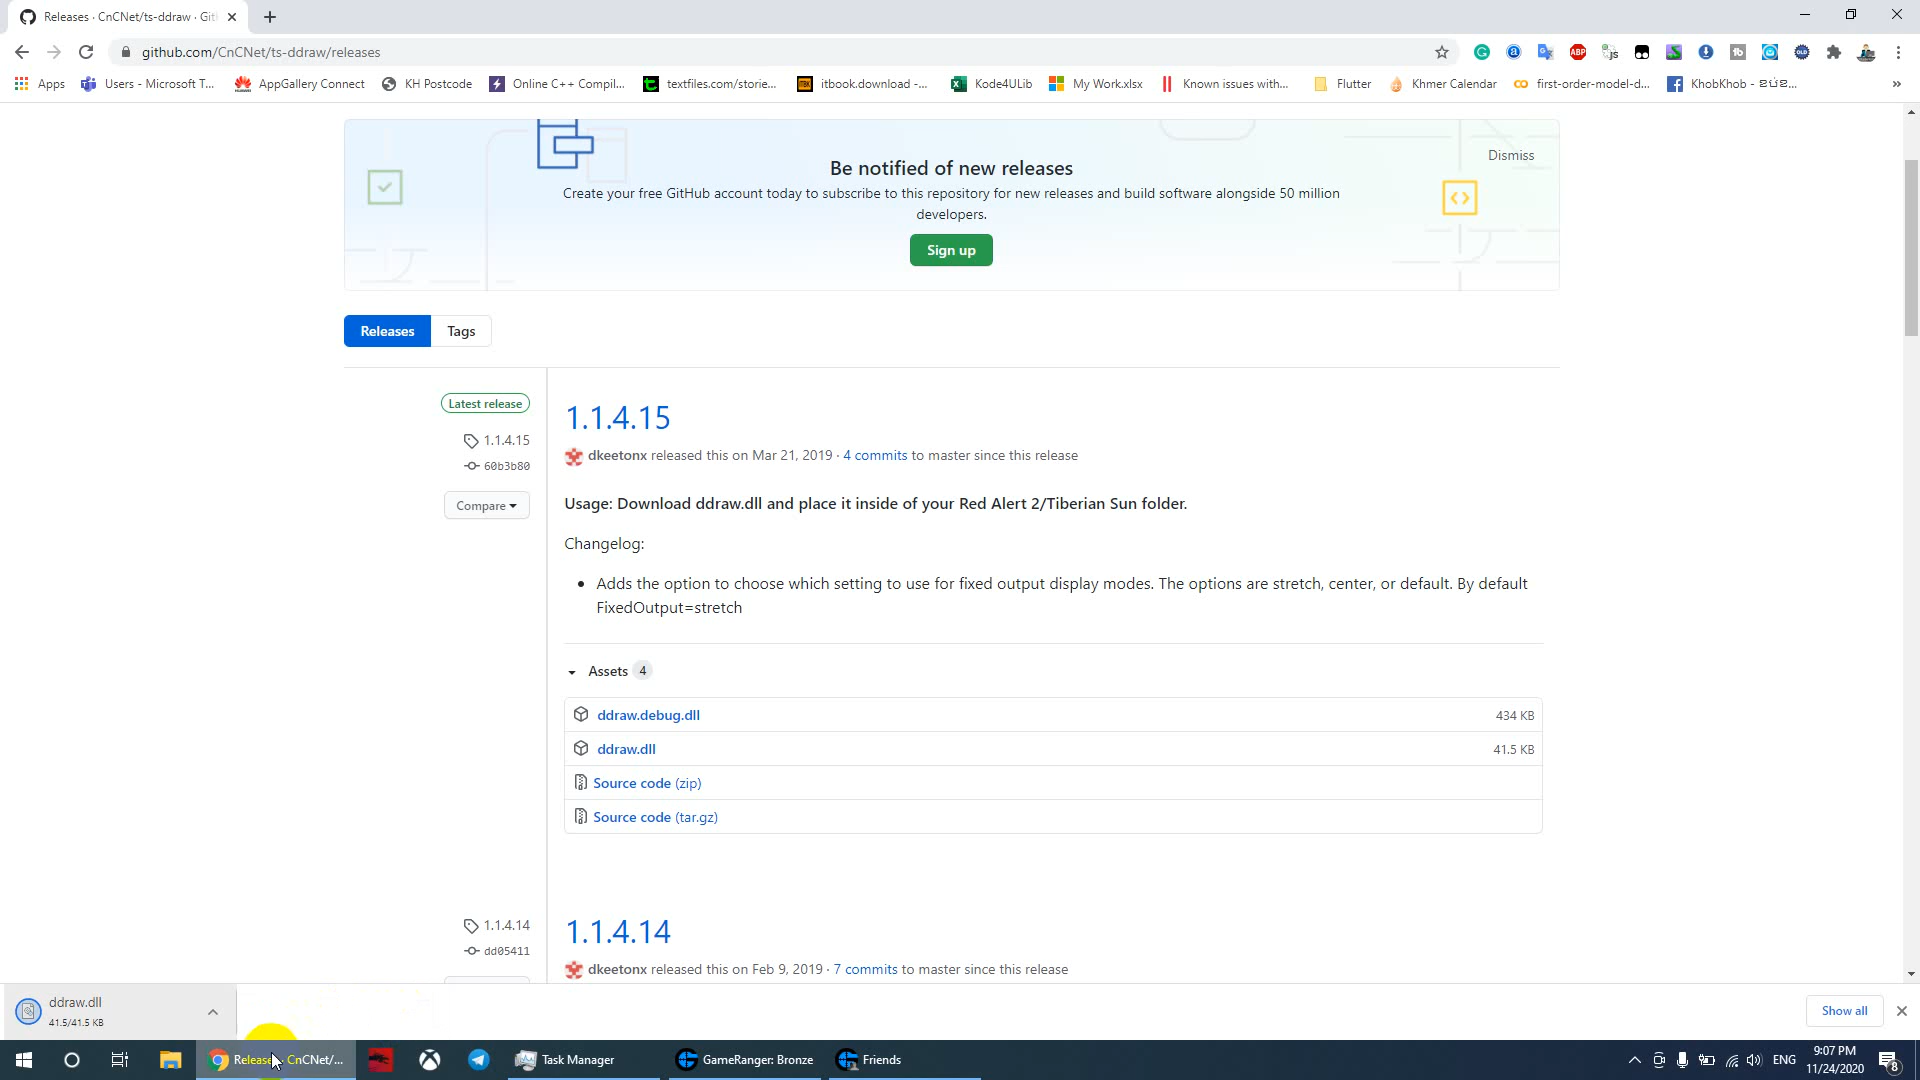 Releases · CnCNet/ts-ddraw · Git
github.com/CnCNet/ts-ddraw/releases
Apps
Users - Microsoft T...
AppGallery Connect
KH Postcode
Online C++ Compil...
textfiles.com/storie...
itbook.download -...
Kode4ULib
My Work.xlsx
Known issues with...
Flutter
Khmer Calendar
first-order-model-d...
Be notified of new releases
Dismiss
Create your free GitHub account today to subscribe to this repository for new releases and build software alongside 50 million
developers.
Sign up
Releases
Tags
Latest release
1.1.4.15
60b3b80
Compare
1.1.4.15
dkeetonx released this on Mar 21, 2019 · 4 commits to master since this release
Usage: Download ddraw.dll and place it inside of your Red Alert 2/Tiberian Sun folder.
Changelog:
Adds the option to choose which setting to use for fixed output display modes. The options are stretch, center, or default. By default
FixedOutput=stretch
Assets 4
ddraw.debug.dll 434 KB
ddraw.dll 41.5 KB
Source code (zip)
Source code (tar.gz)
1.1.4.14
dd05411
1.1.4.14
dkeetonx released this on Feb 9, 2019 · 7 commits to master since this release
ddraw.dll
41.5/41.5 KB
Show all
CnCNet/...
Task Manager
GameRanger: Bronze
Friends
ENG
9:07 PM
11/24/2020
8